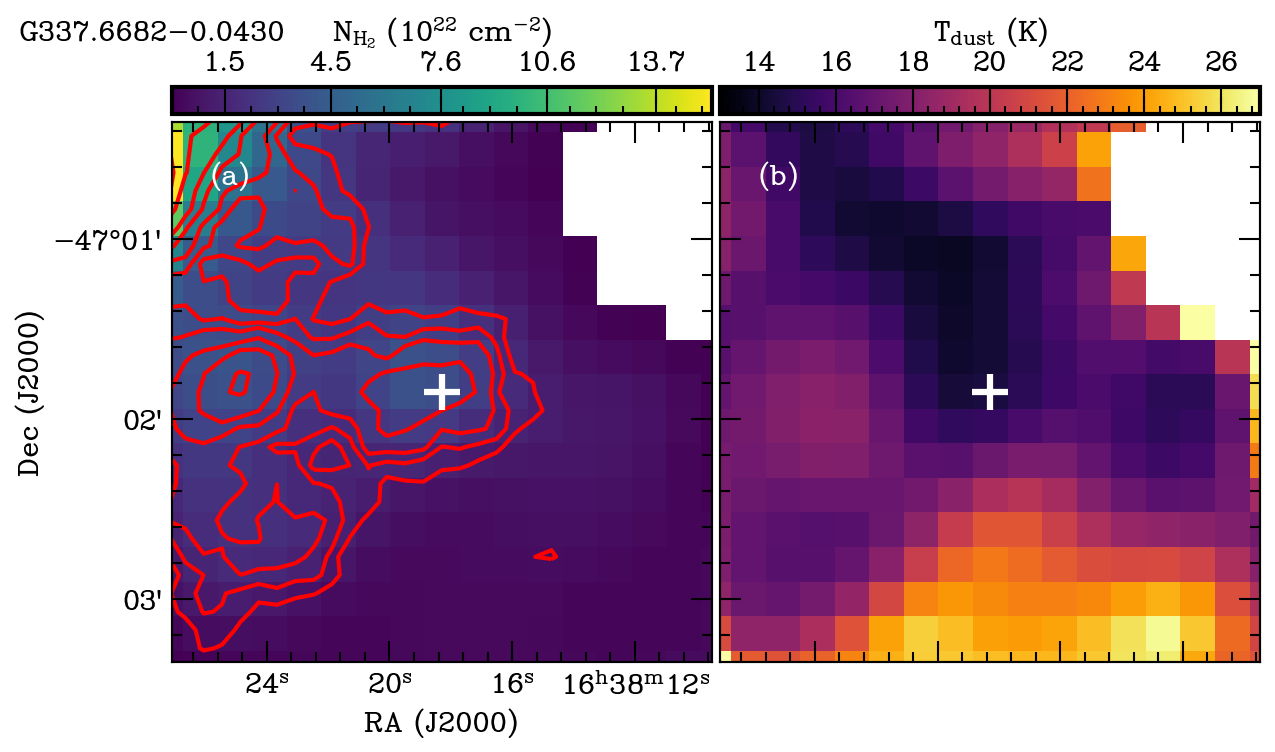 G337.6682−0.0430 N_H₂ (10²² cm⁻²) T_dust (K)
1.5 4.5 7.6 10.6 13.7 14 16 18 20 22 24 26
(a) (b)
−47°01'
02'
03'
Dec (J2000)
24ˢ 20ˢ 16ˢ 16ʰ38ᵐ12ˢ
RA (J2000)